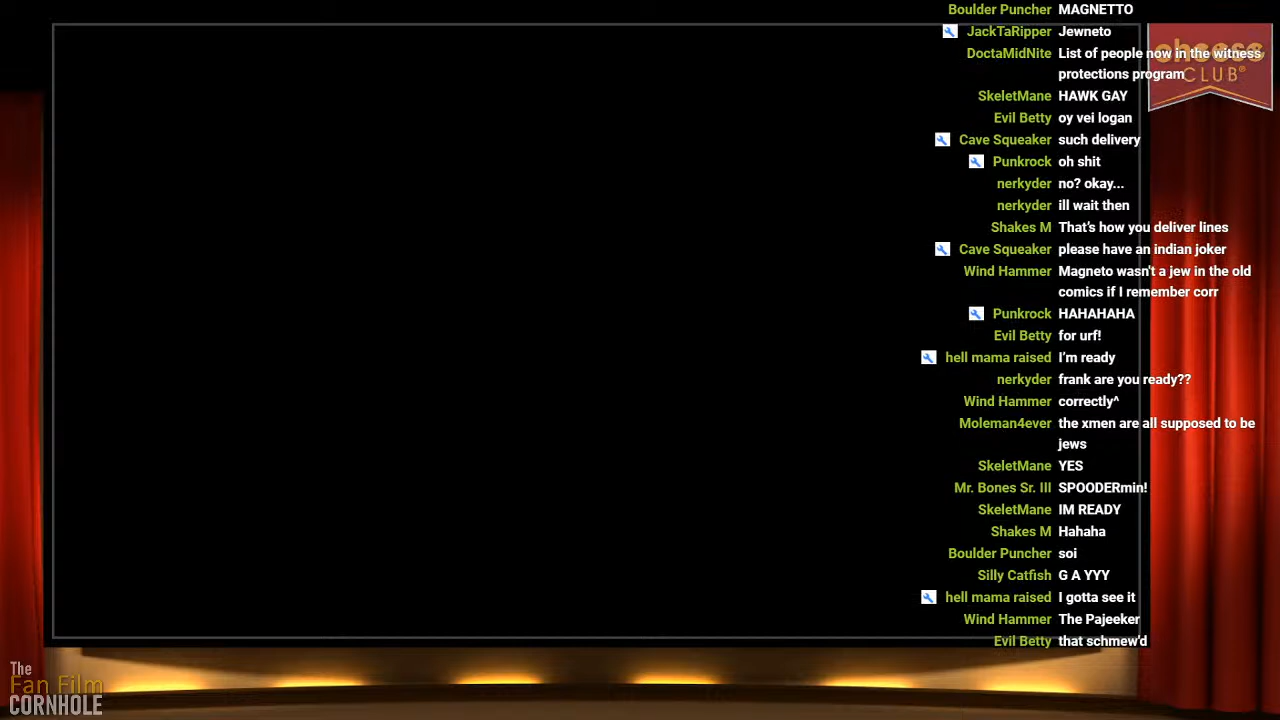 Boulder Puncher MAGNETTO
JackTaRipper Jewneto
DoctaMidNite List of people now in the witness
protections program
SkeletMane HAWK GAY
Evil Betty oy vei logan
Cave Squeaker such delivery
Punkrock oh shit
nerkyder no? okay...
nerkyder ill wait then
Shakes M That's how you deliver lines
Cave Squeaker please have an indian joker
Wind Hammer Magneto wasn't a jew in the old
comics if I remember corr
Punkrock HAHAHAHA
Evil Betty for urf!
hell mama raised I'm ready
nerkyder frank are you ready??
Wind Hammer correctly^
Moleman4ever the xmen are all supposed to be
jews
SkeletMane YES
Mr. Bones Sr. III SPOODERmin!
SkeletMane IM READY
Shakes M Hahaha
Boulder Puncher soi
Silly Catfish G A YYY
hell mama raised I gotta see it
Wind Hammer The Pajeeker
Evil Betty that schmew'd
CLUB®
The
Fan Film
CORNHOLE